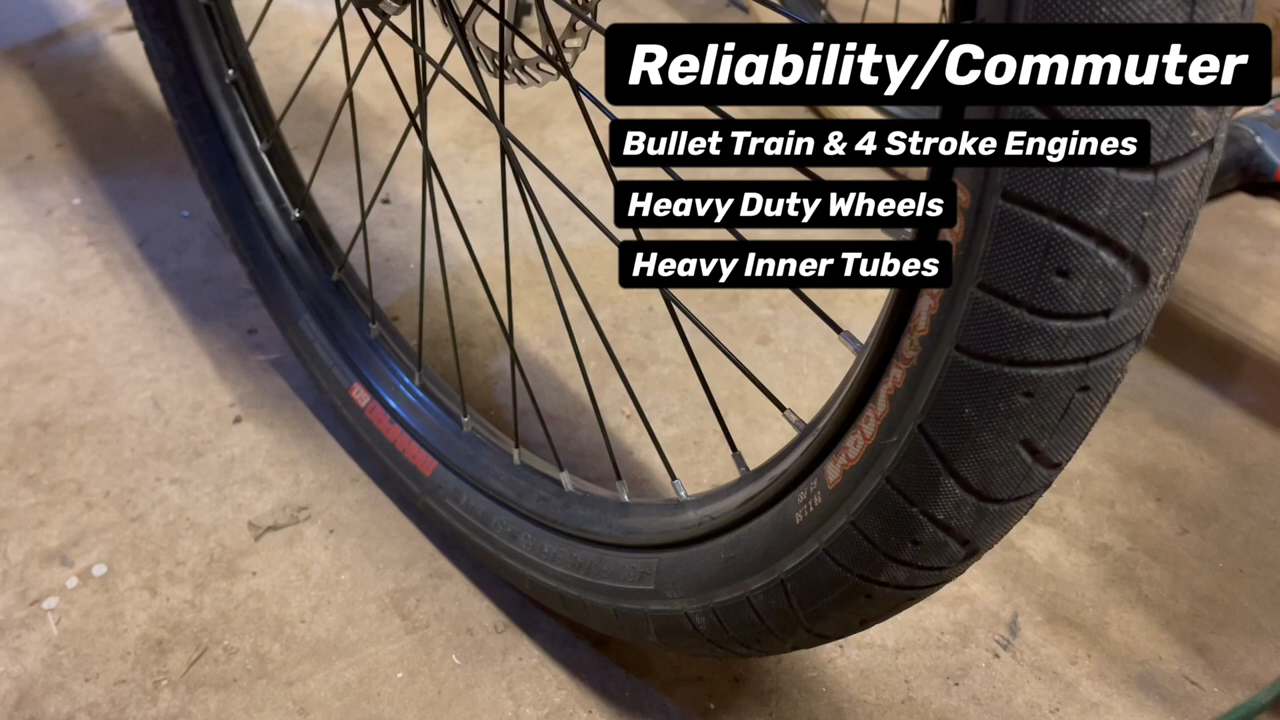 Reliability/Commuter
Bullet Train & 4 Stroke Engines
Heavy Duty Wheels
Heavy Inner Tubes